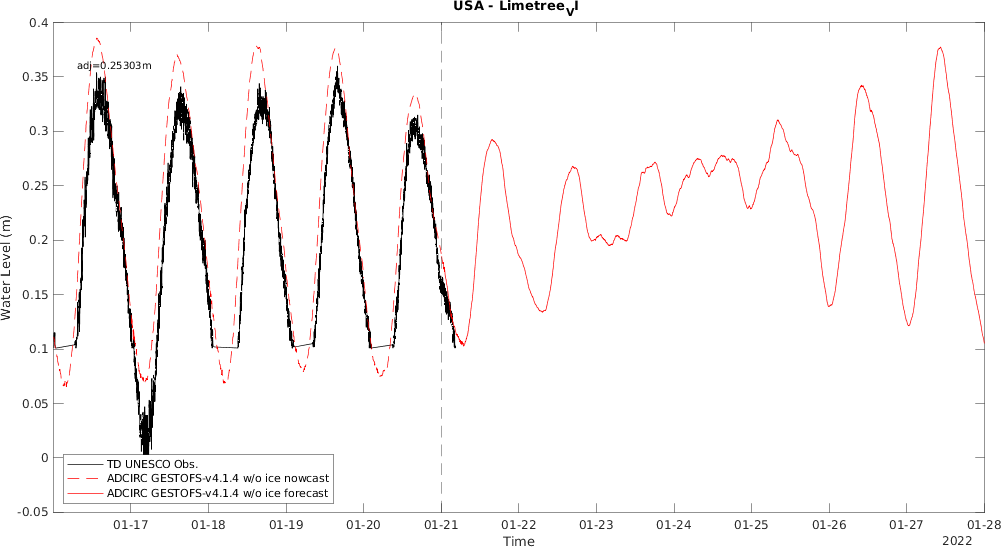 USA - Limetree_VI
0.4
0.35
0.3
0.25
0.2
0.15
0.1
0.05
0
-0.05
Water Level (m)
adj=0.25303m
TD UNESCO Obs.
ADCIRC GESTOFS-v4.1.4 w/o ice nowcast
ADCIRC GESTOFS-v4.1.4 w/o ice forecast
01-17 01-18 01-19 01-20 01-21 01-22 01-23 01-24 01-25 01-26 01-27 01-28
Time
2022